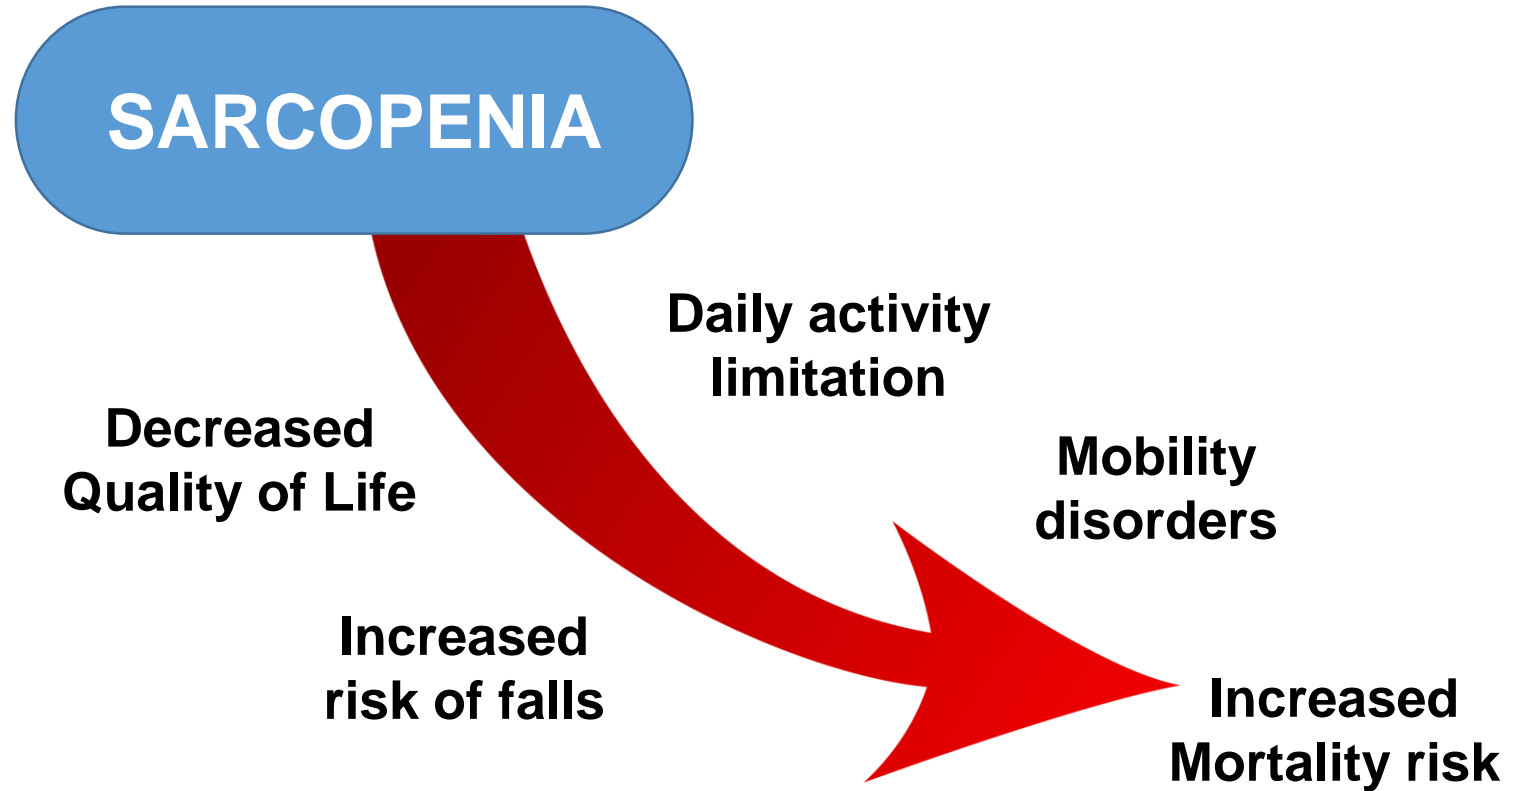 SARCOPENIA
Daily activity
limitation
Decreased
Quality of Life
Mobility
disorders
Increased
risk of falls
Increased
Mortality risk